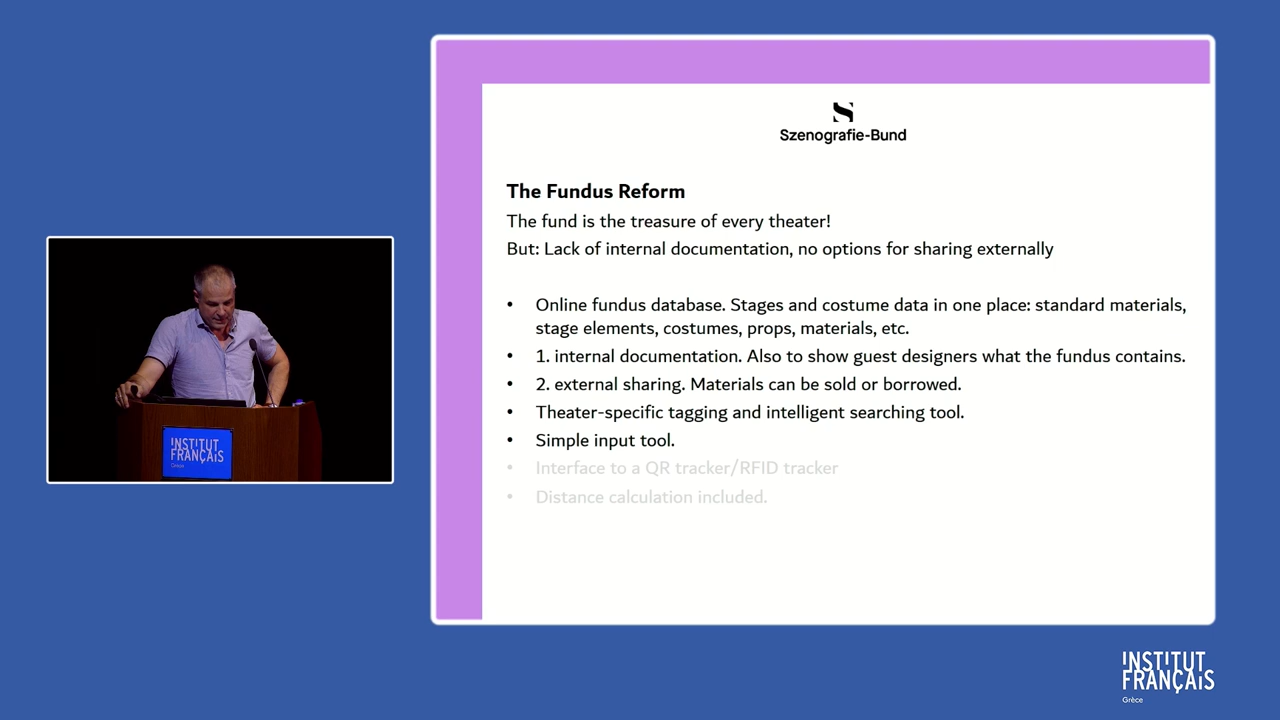 Szenografie-Bund
The Fundus Reform
The fund is the treasure of every theater!
But: Lack of internal documentation, no options for sharing externally
• Online fundus database. Stages and costume data in one place: standard materials,
stage elements, costumes, props, materials, etc.
• 1. internal documentation. Also to show guest designers what the fundus contains.
• 2. external sharing. Materials can be sold or borrowed.
• Theater-specific tagging and intelligent searching tool.
• Simple input tool.
• Interface to a QR tracker/RFID tracker
• Distance calculation included.
INSTITUT
FRANÇAIS
Grèce
INSTITUT
FRANÇAIS
Grèce